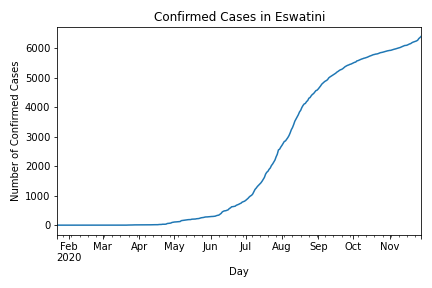 Confirmed Cases in Eswatini
Number of Confirmed Cases
6000
5000
4000
3000
2000
1000
0
Feb Mar Apr May Jun Jul Aug Sep Oct Nov
2020
Day